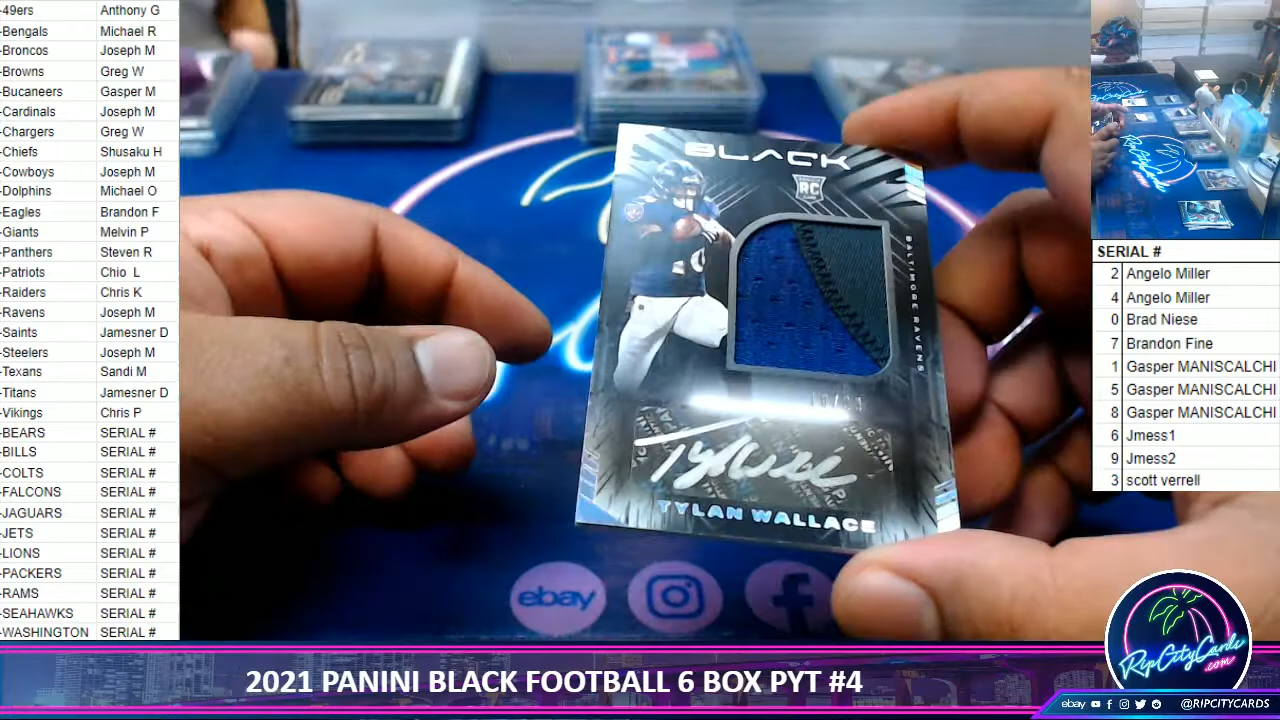 -49ers Anthony G
-Bengals Michael R
-Broncos Joseph M
-Browns Greg W
-Bucaneers Gasper M
-Cardinals Joseph M
-Chargers Greg W
-Chiefs Shusaku H
-Cowboys Joseph M
-Dolphins Michael O
-Eagles Brandon F
-Giants Melvin P
-Panthers Steven R
-Patriots Chio L
-Raiders Chris K
-Ravens Joseph M
-Saints Jamesner D
-Steelers Joseph M
-Texans Sandi M
-Titans Jamesner D
-Vikings Chris P
-BEARS SERIAL #
-BILLS SERIAL #
-COLTS SERIAL #
-FALCONS SERIAL #
-JAGUARS SERIAL #
-JETS SERIAL #
-LIONS SERIAL #
-PACKERS SERIAL #
-RAMS SERIAL #
-SEAHAWKS SERIAL #
-WASHINGTON SERIAL #
BLACK
RC
BALTIMORE RAVENS
TYLAN WALLACE
ebay
SERIAL #
2 Angelo Miller
4 Angelo Miller
0 Brad Niese
7 Brandon Fine
1 Gasper MANISCALCHI
5 Gasper MANISCALCHI
8 Gasper MANISCALCHI
6 Jmess1
9 Jmess2
3 scott verrell
RipCityCards
.com
2021 PANINI BLACK FOOTBALL 6 BOX PYT #4
ebay @RIPCITYCARDS